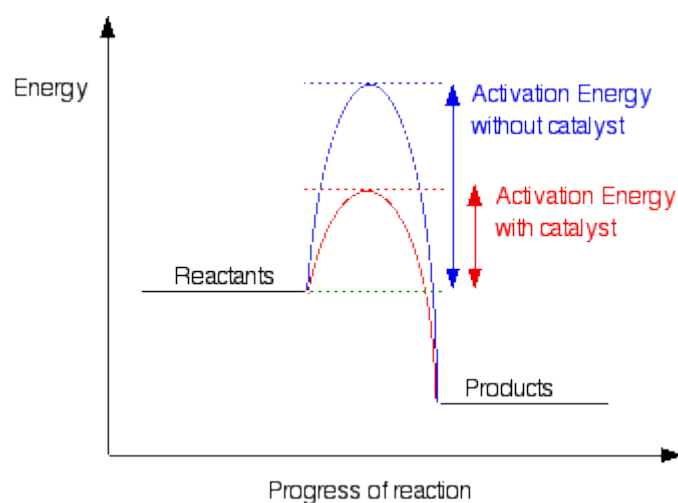 Energy
Activation Energy
without catalyst
Activation Energy
with catalyst
Reactants
Products
Progress of reaction